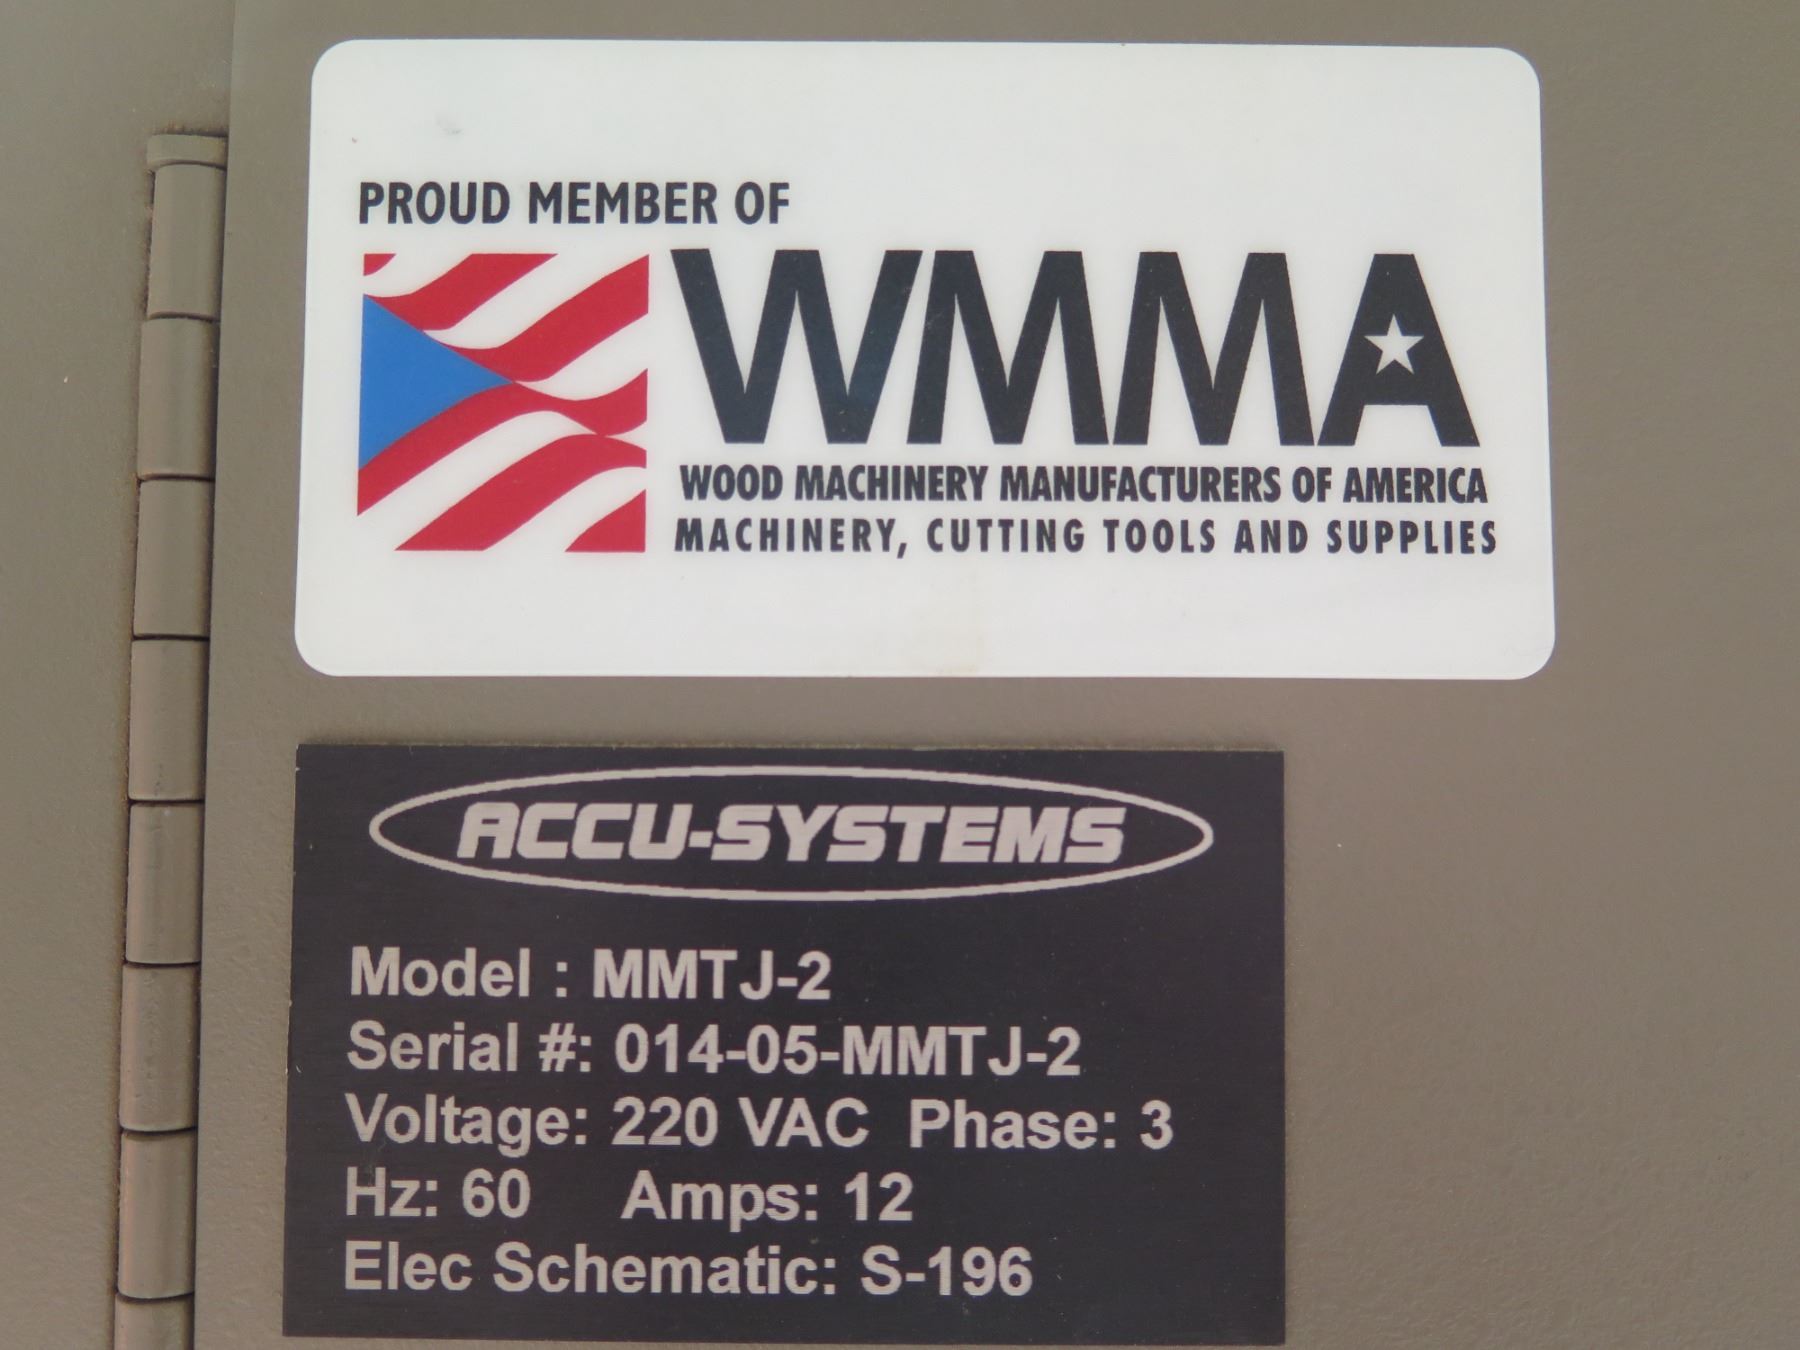 PROUD MEMBER OF
WMMA
WOOD MACHINERY MANUFACTURERS OF AMERICA
MACHINERY, CUTTING TOOLS AND SUPPLIES
ACCU-SYSTEMS
Model : MMTJ-2
Serial #: 014-05-MMTJ-2
Voltage: 220 VAC Phase: 3
Hz: 60 Amps: 12
Elec Schematic: S-196